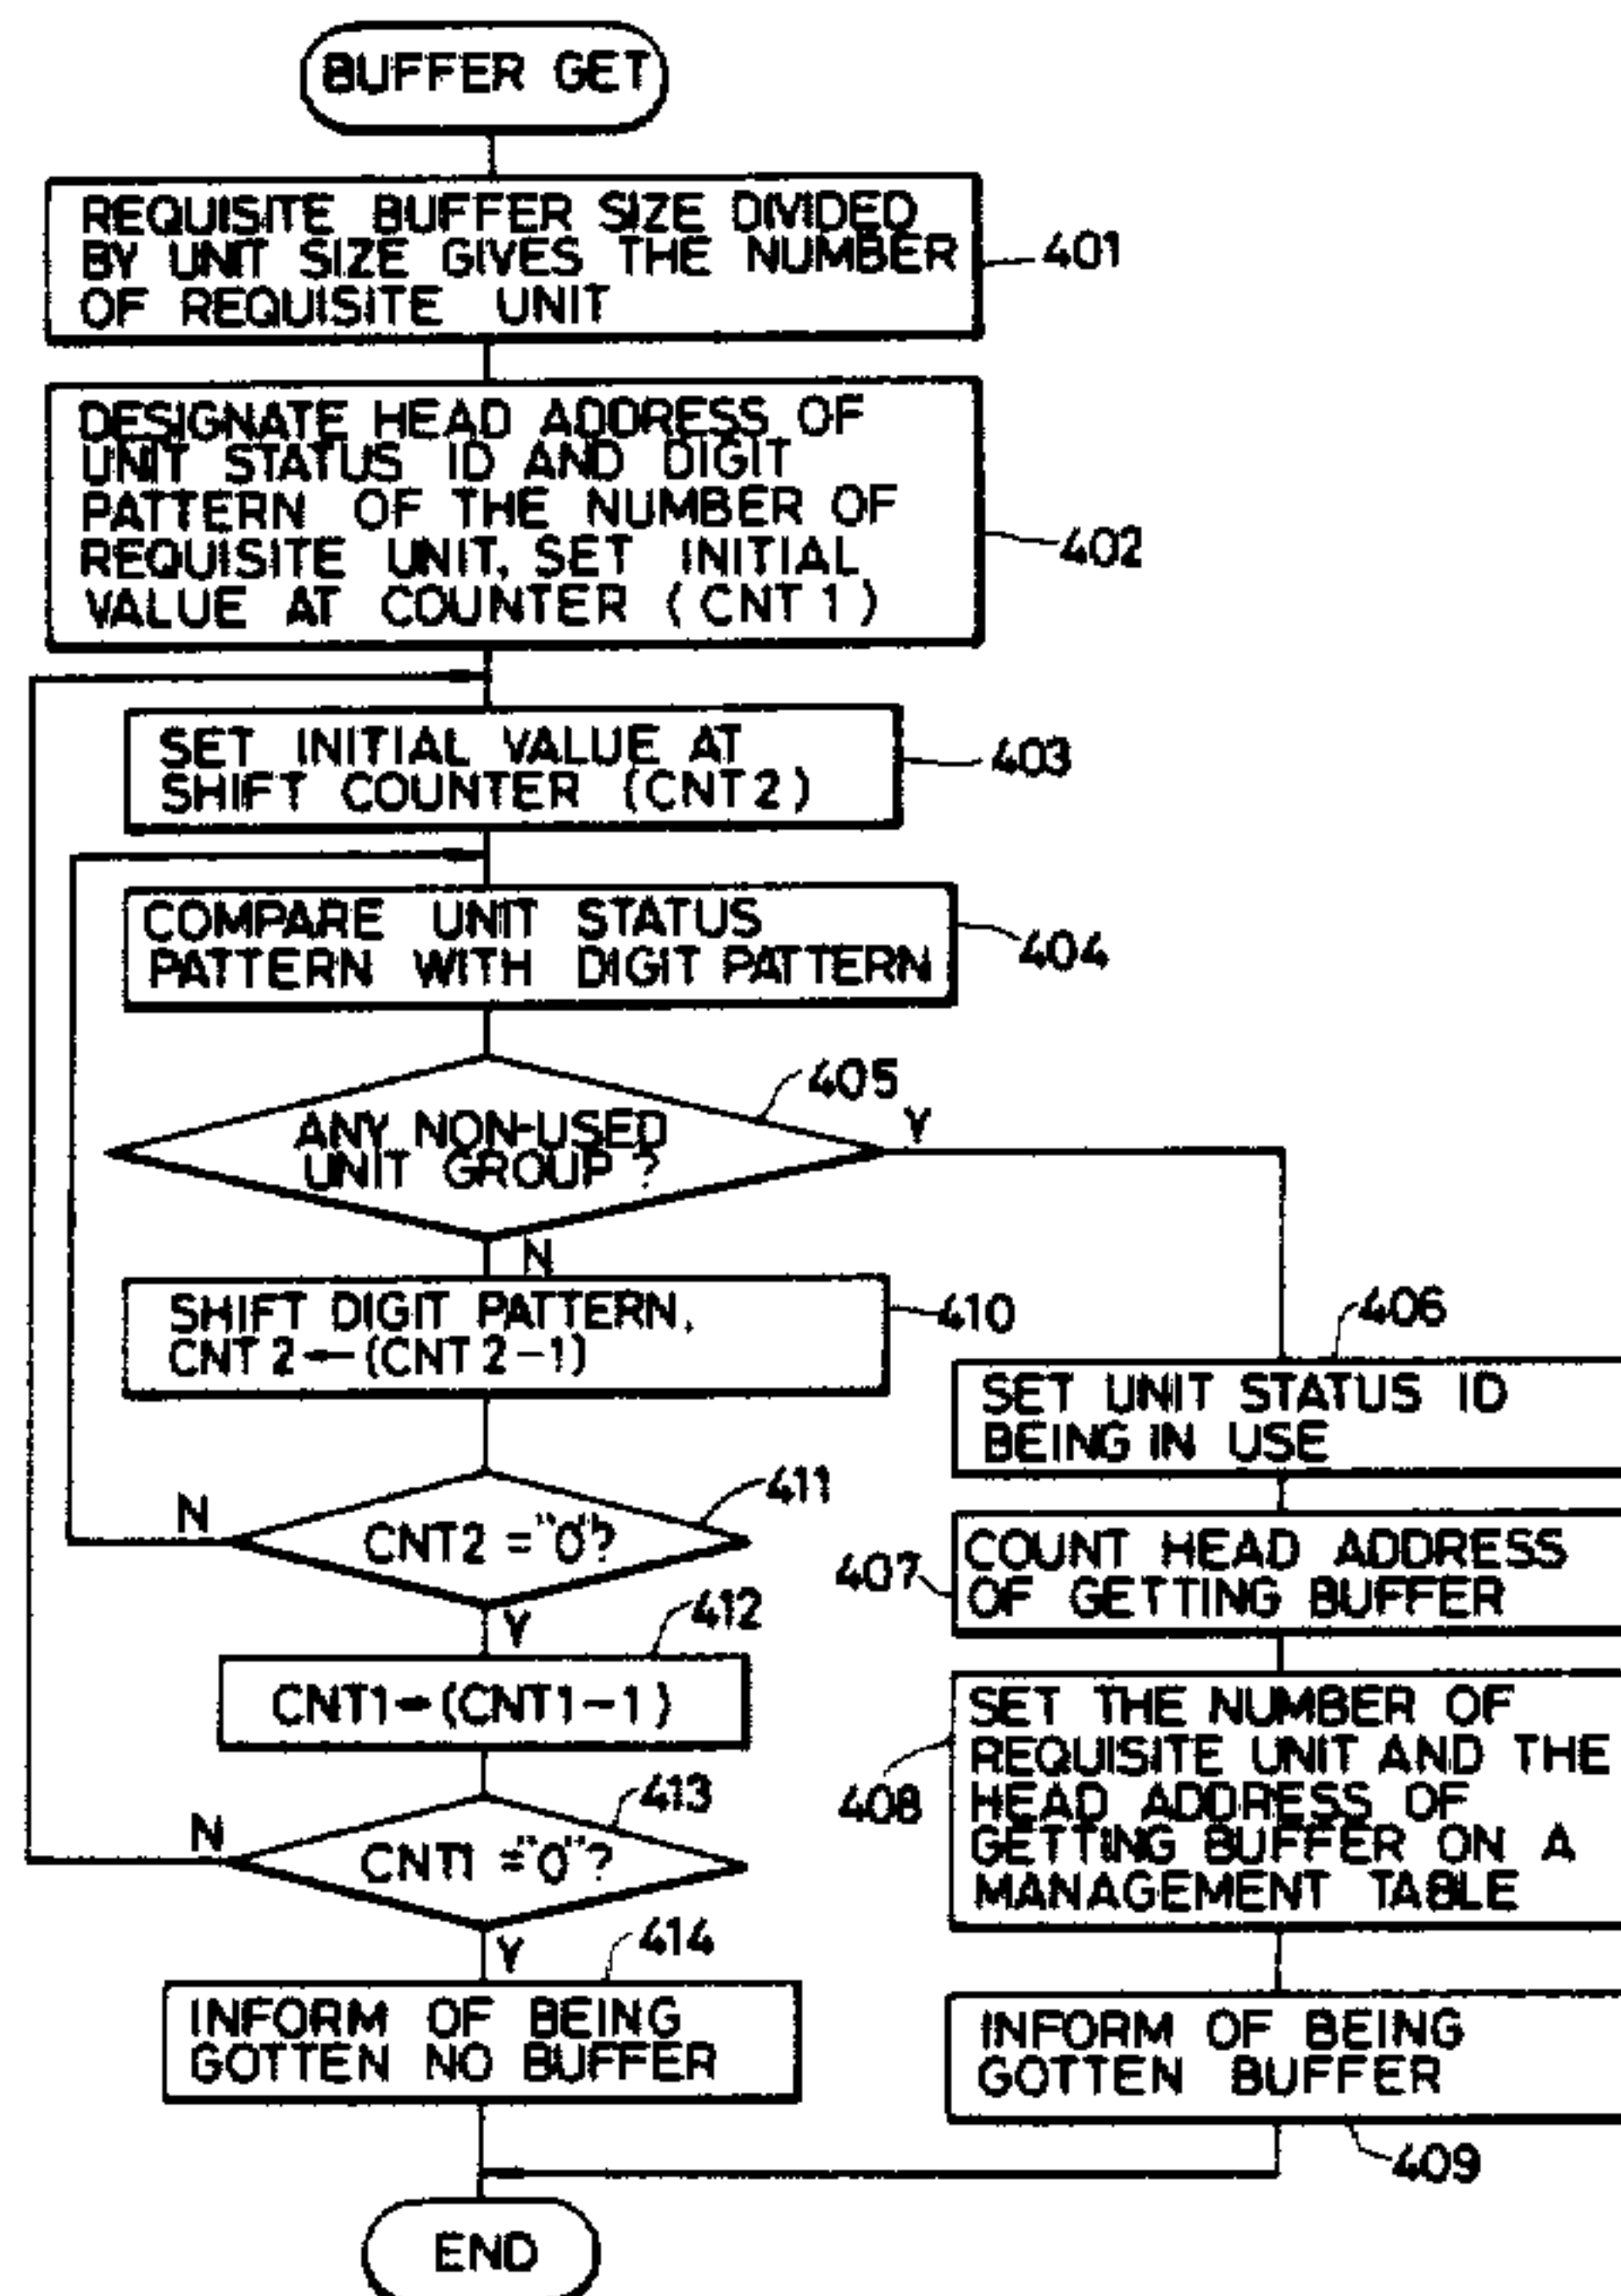 BUFFER GET
REQUISITE BUFFER SIZE DIVIDED
BY UNIT SIZE GIVES THE NUMBER
OF REQUISITE UNIT
401
DESIGNATE HEAD ADDRESS OF
UNIT STATUS ID AND DIGIT
PATTERN OF THE NUMBER OF
REQUISITE UNIT, SET INITIAL
VALUE AT COUNTER (CNT 1)
402
SET INITIAL VALUE AT
SHIFT COUNTER (CNT 2)
403
COMPARE UNIT STATUS
PATTERN WITH DIGIT PATTERN
404
405
ANY NON-USED
UNIT GROUP ?
Y
N
SHIFT DIGIT PATTERN,
CNT 2 ← (CNT 2 - 1)
410
411
CNT2 = "0"?
N
Y
412
CNT1 ← (CNT1 - 1)
413
CNT1 = "0"?
N
Y
414
INFORM OF BEING
GOTTEN NO BUFFER
406
SET UNIT STATUS ID
BEING IN USE
407
COUNT HEAD ADDRESS
OF GETTING BUFFER
408
SET THE NUMBER OF
REQUISITE UNIT AND THE
HEAD ADDRESS OF
GETTING BUFFER ON A
MANAGEMENT TABLE
INFORM OF BEING
GOTTEN BUFFER
409
END